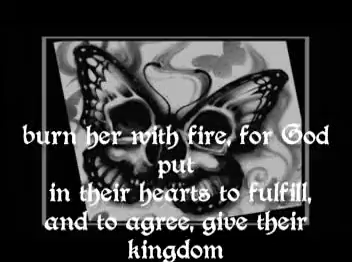 burn her with fire, for God
put
in their hearts to fulfill,
and to agree, give their
kingdom